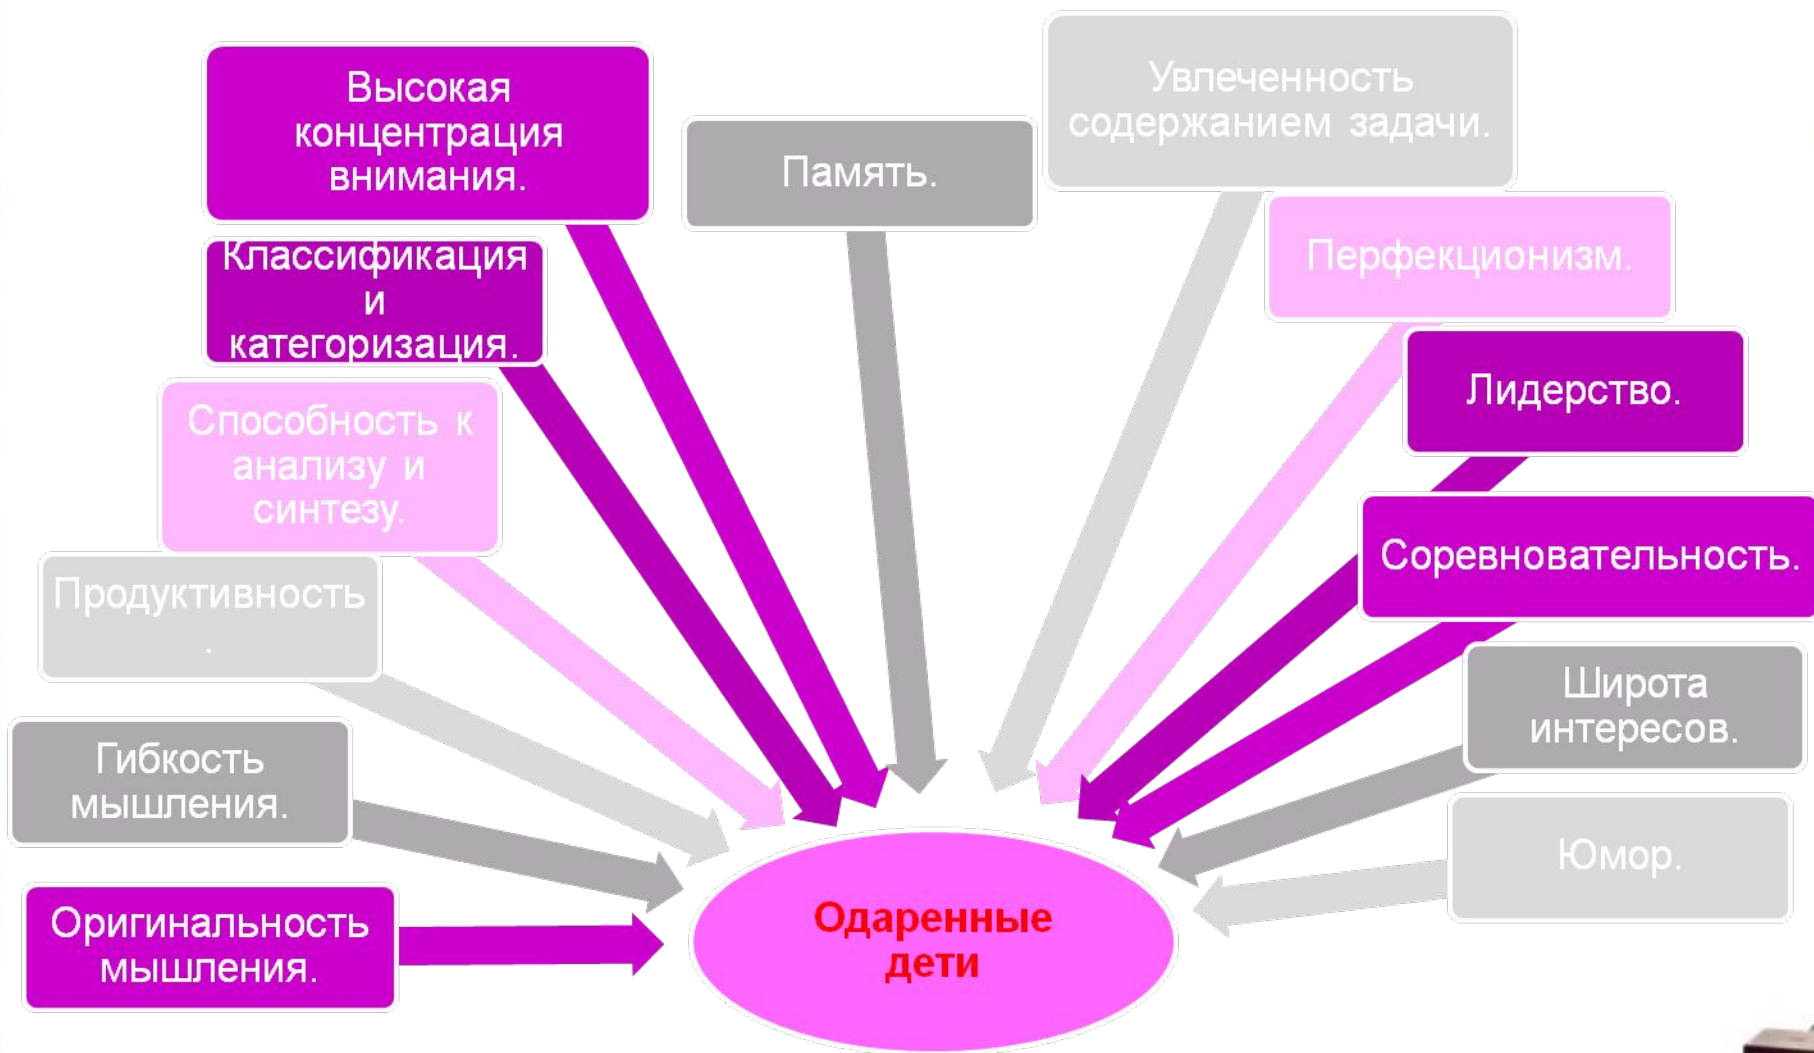 Высокая
концентрация
внимания.
Классификация
и
категоризация.
Способность к
анализу и
синтезу.
Продуктивность
.
Гибкость
мышления.
Оригинальность
мышления.
Память.
Увлеченность
содержанием задачи.
Перфекционизм.
Лидерство.
Соревновательность.
Широта
интересов.
Юмор.
Одаренные
дети